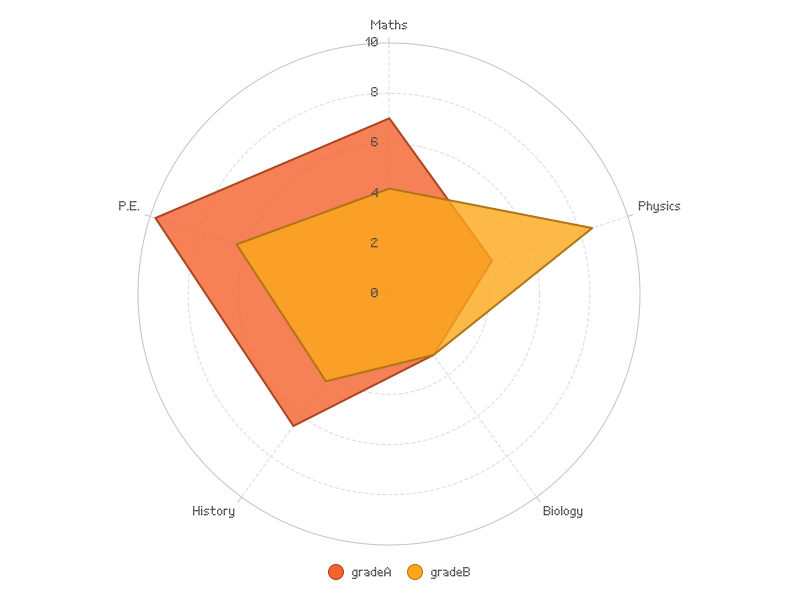 Maths
10
8
6
4
2
0
P.E.
Physics
History
Biology
gradeA
gradeB